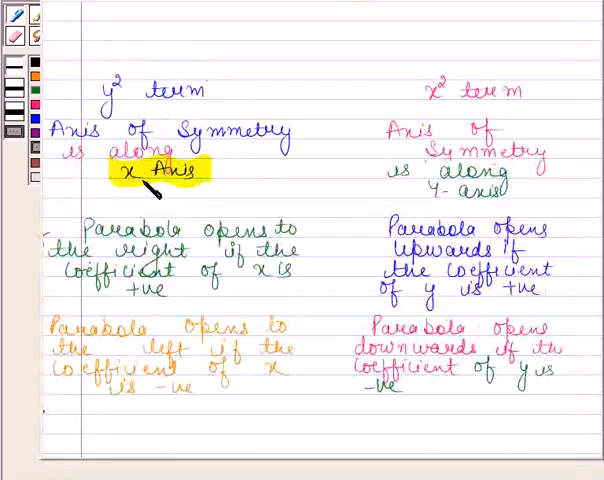 y² term
Axis of Symmetry
is along
x Axis
Parabola opens to
the right if the
coefficient of x is
+ve
Parabola opens to
the left if the
coefficient of x
is -ve
x² term
Axis of
Symmetry
is along
Y-axis
Parabola opens
upwards if
the coefficient
of y is +ve
Parabola opens
downwards if th
coefficient of y is
-ve